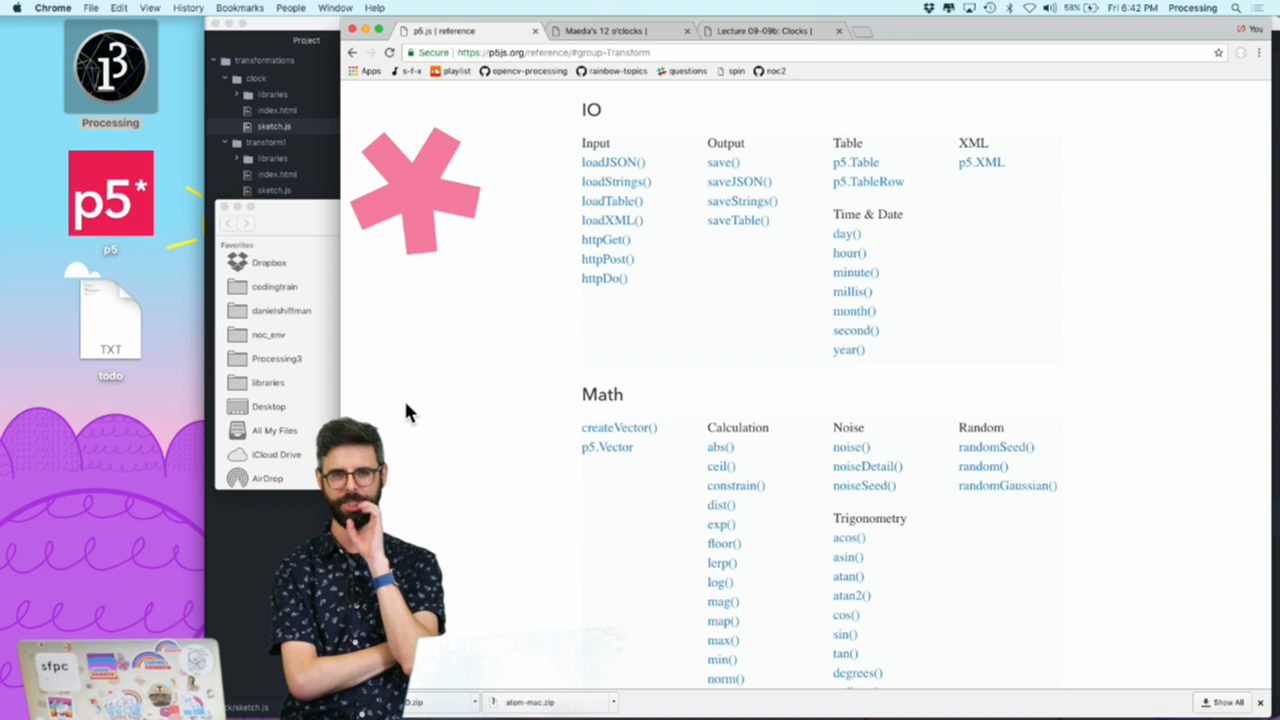 Chrome File Edit View History Bookmarks People Window Help
58% Fri 6:42 PM Processing
Processing
p5*
p5
TXT
todo
Project
transformations
clock
libraries
index.html
sketch.js
transform1
libraries
index.html
sketch.js
Favorites
Dropbox
codingtrain
danielshiffman
noc_env
Processing3
libraries
Desktop
All My Files
iCloud Drive
AirDrop
p5.js | reference
Maeda's 12 o'clocks |
Lecture 09-09b: Clocks |
You
Secure https://p5js.org/reference/#group-Transform
Apps s-f-x playlist opencv-processing rainbow-topics questions spin noc2
IO
Input
loadJSON()
loadStrings()
loadTable()
loadXML()
httpGet()
httpPost()
httpDo()
Output
save()
saveJSON()
saveStrings()
saveTable()
Table
p5.Table
p5.TableRow
Time & Date
day()
hour()
minute()
millis()
month()
second()
year()
XML
p5.XML
Math
createVector()
p5.Vector
Calculation
abs()
ceil()
constrain()
dist()
exp()
floor()
lerp()
log()
mag()
map()
max()
min()
norm()
Noise
noise()
noiseDetail()
noiseSeed()
Trigonometry
acos()
asin()
atan()
atan2()
cos()
sin()
tan()
degrees()
Random
randomSeed()
random()
randomGaussian()
sfpc
ck/sketch.js
.zip
atom-mac.zip
Show All